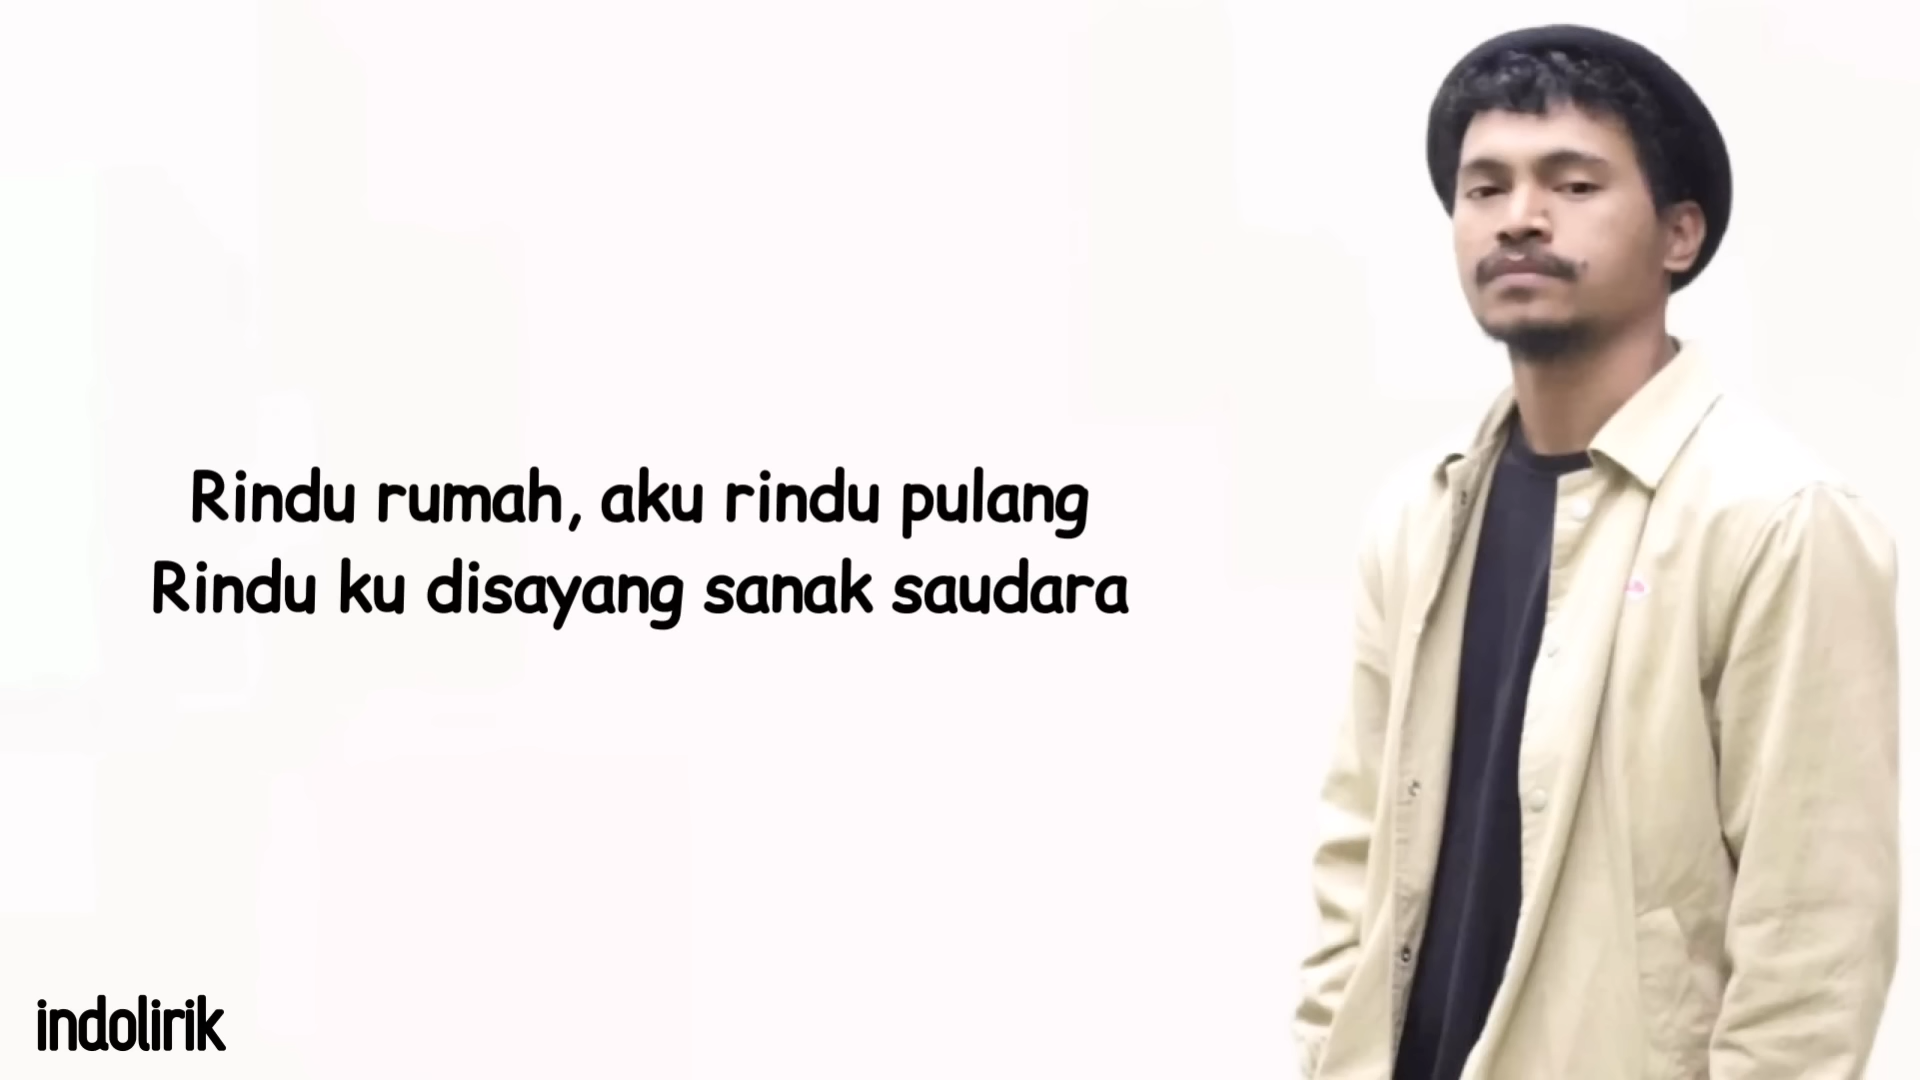 Rindu rumah, aku rindu pulang
Rindu ku disayang sanak saudara
indolirik